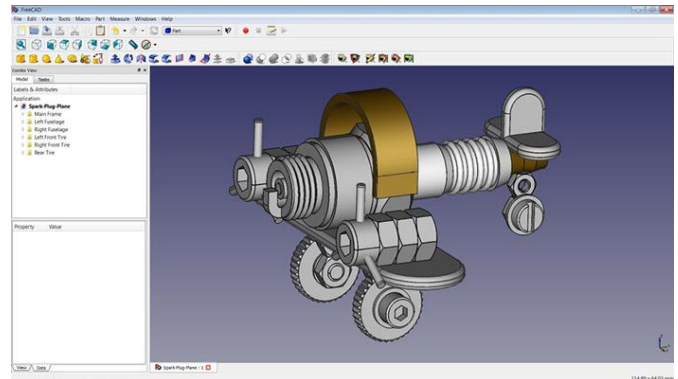 FreeCAD
File Edit View Tools Macro Part Measure Windows Help
Part
Combo View
Model Tasks
Labels & Attributes
Application
Spark-Plug-Plane
Main Frame
Left Fuselage
Right Fuselage
Left Front Tire
Right Front Tire
Rear Tire
Property Value
View Data
Spark-Plug-Plane : 1